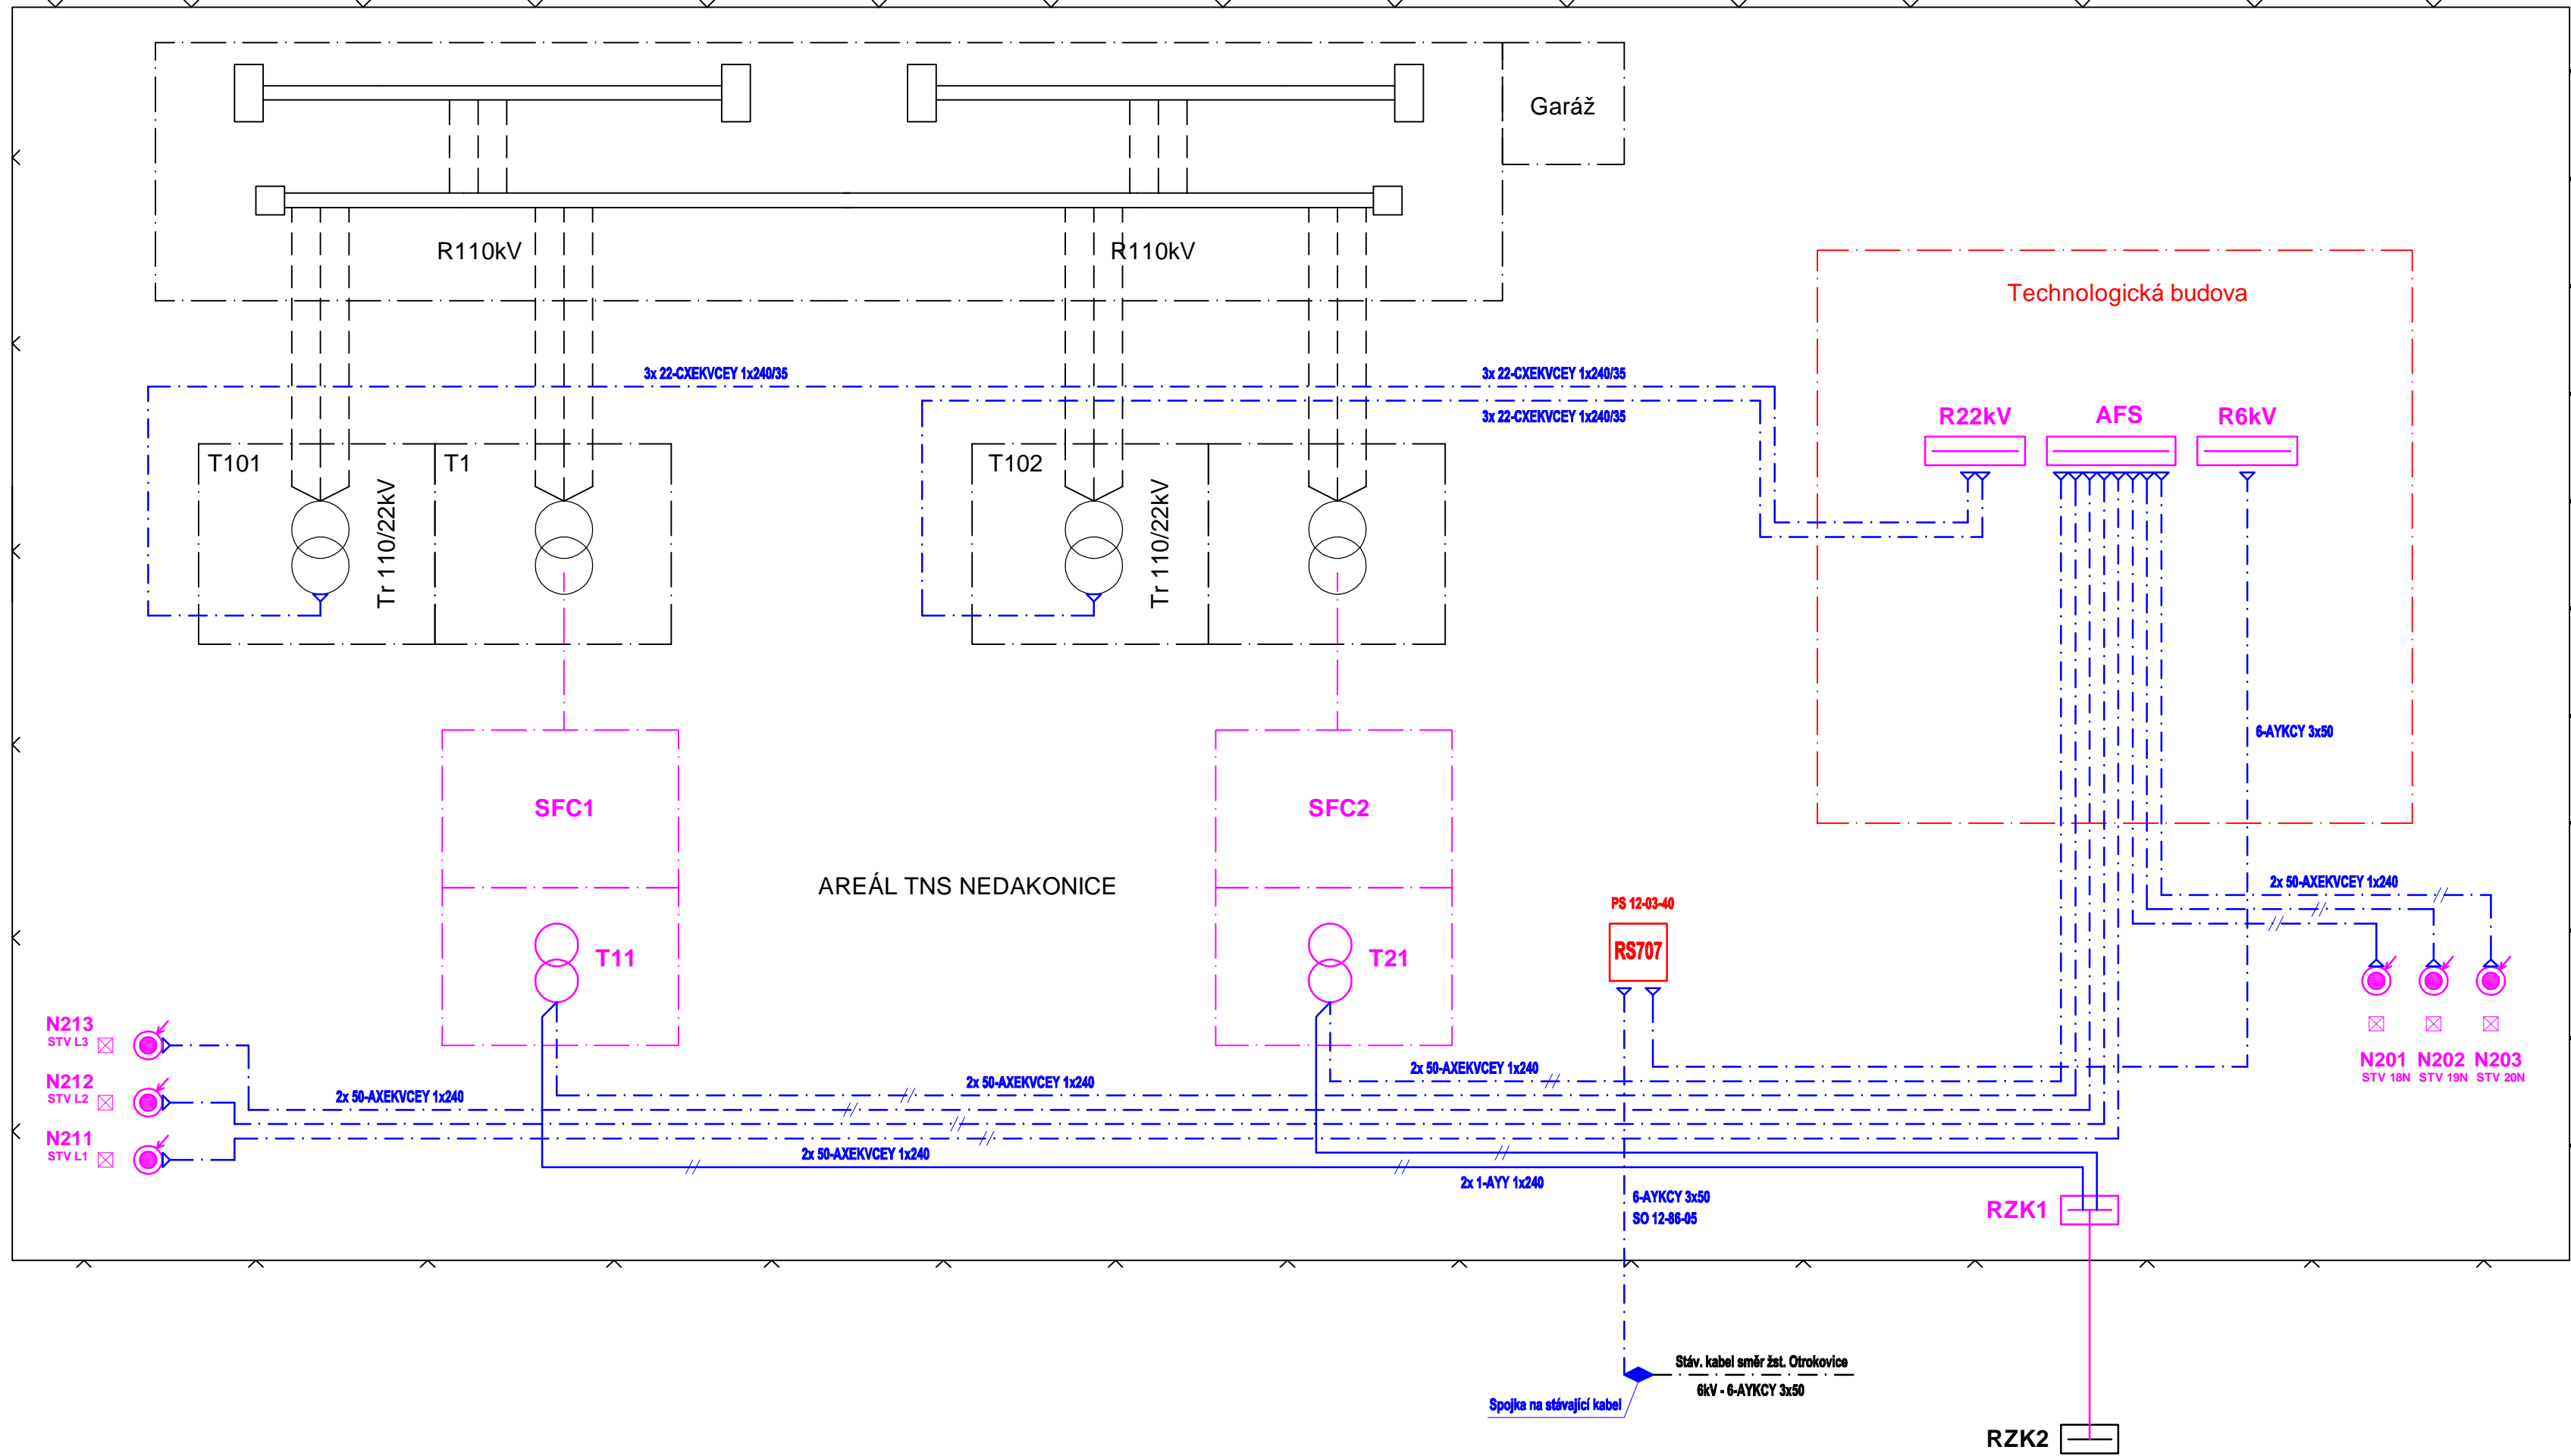 Garáž
R110kV
R110kV
Technologická budova
3x 22-CXEKVCEY 1x240/35
3x 22-CXEKVCEY 1x240/35
3x 22-CXEKVCEY 1x240/35
R22kV
AFS
R6kV
T101
T1
T102
Tr 110/22kV
Tr 110/22kV
6-AYKCY 3x50
SFC1
SFC2
AREÁL TNS NEDAKONICE
2x 50-AXEKVCEY 1x240
PS 12-03-40
RS707
T11
T21
N213
STV L3
N212
STV L2
N211
STV L1
2x 50-AXEKVCEY 1x240
2x 50-AXEKVCEY 1x240
2x 50-AXEKVCEY 1x240
N201
STV 18N
N202
STV 19N
N203
STV 20N
2x 50-AXEKVCEY 1x240
2x 1-AYY 1x240
6-AYKCY 3x50
SO 12-86-05
RZK1
Stáv. kabel směr žst. Otrokovice
6kV - 6-AYKCY 3x50
Spojka na stávající kabel
RZK2